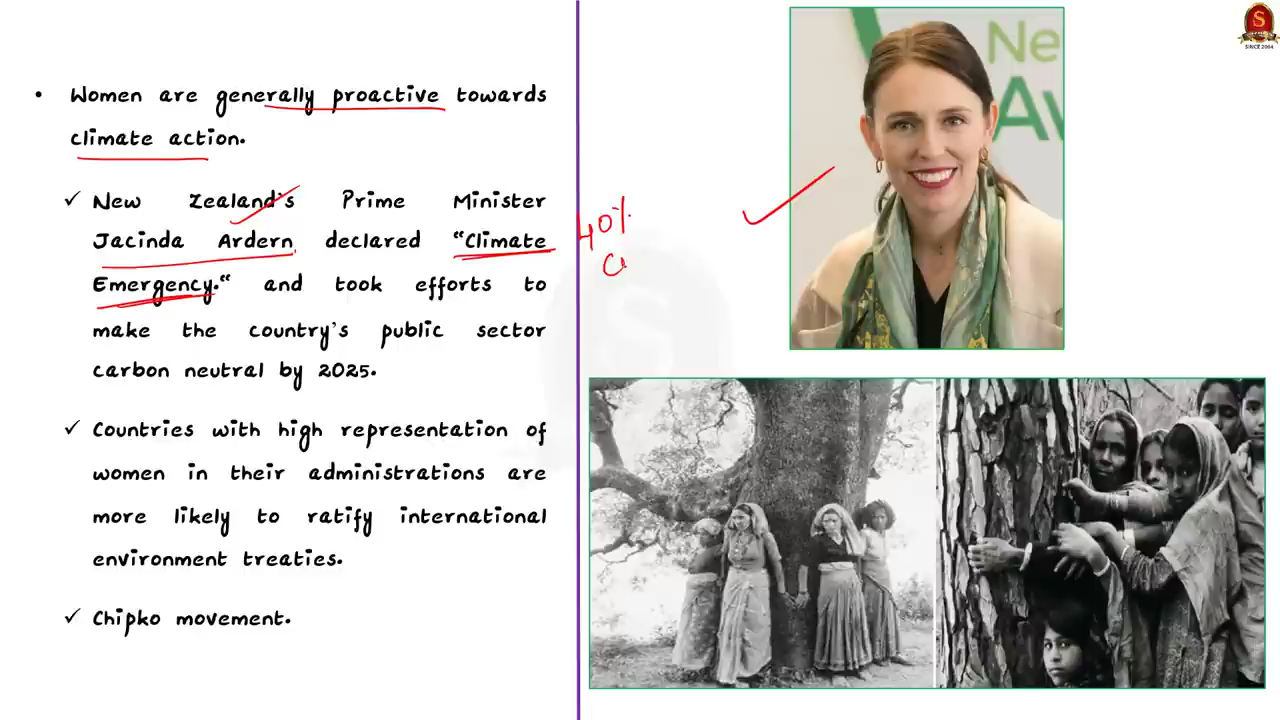 • Women are generally proactive towards
climate action.
✓ New Zealand's Prime Minister
Jacinda Ardern declared "Climate
Emergency." and took efforts to
make the country's public sector
carbon neutral by 2025.
✓ Countries with high representation of
women in their administrations are
more likely to ratify international
environment treaties.
✓ Chipko movement.
40%
Ne
Av
S
SINCE 2004